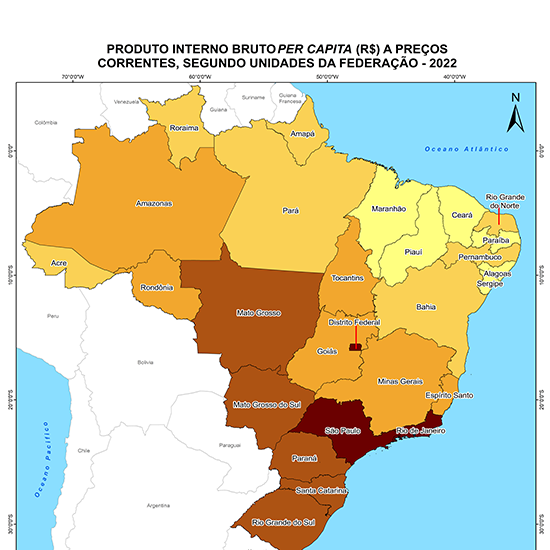 PRODUTO INTERNO BRUTO PER CAPITA (R$) A PREÇOS
CORRENTES, SEGUNDO UNIDADES DA FEDERAÇÃO - 2022
70°0'0"W
60°0'0"W
50°0'0"W
40°0'0"W
Venezuela
Suriname
Guiana
Francesa
Guiana
Colômbia
N
Roraima
Amapá
0°0'0"
Oceano Atlântico
Amazonas
Pará
Maranhão
Ceará
Rio Grande
do Norte
Paraíba
Piauí
Pernambuco
Acre
Alagoas
Sergipe
10°0'0"S
Rondônia
Tocantins
Bahia
Mato Grosso
Peru
Distrito Federal
Goiás
Bolívia
Minas Gerais
Espírito Santo
20°0'0"S
Mato Grosso do Sul
São Paulo
Rio de Janeiro
Oceano Pacífico
Chile
Paraguai
Paraná
Santa Catarina
Argentina
Rio Grande do Sul
30°0'0"S